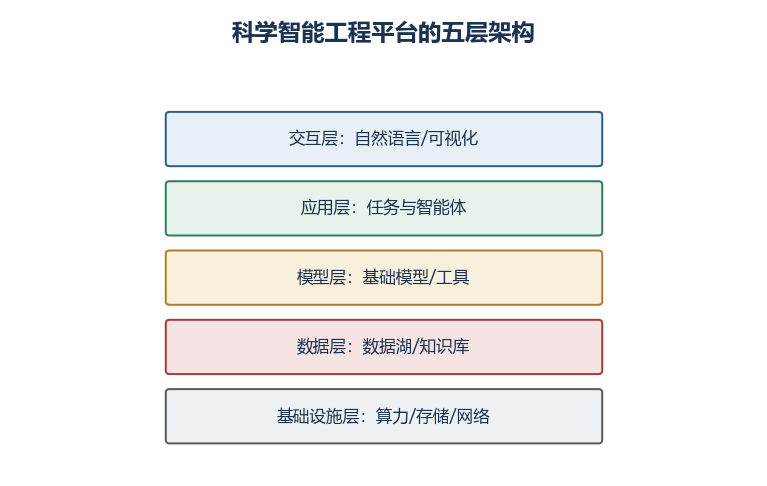 科学智能工程平台的五层架构
交互层：自然语言/可视化
应用层：任务与智能体
模型层：基础模型/工具
数据层：数据湖/知识库
基础设施层：算力/存储/网络